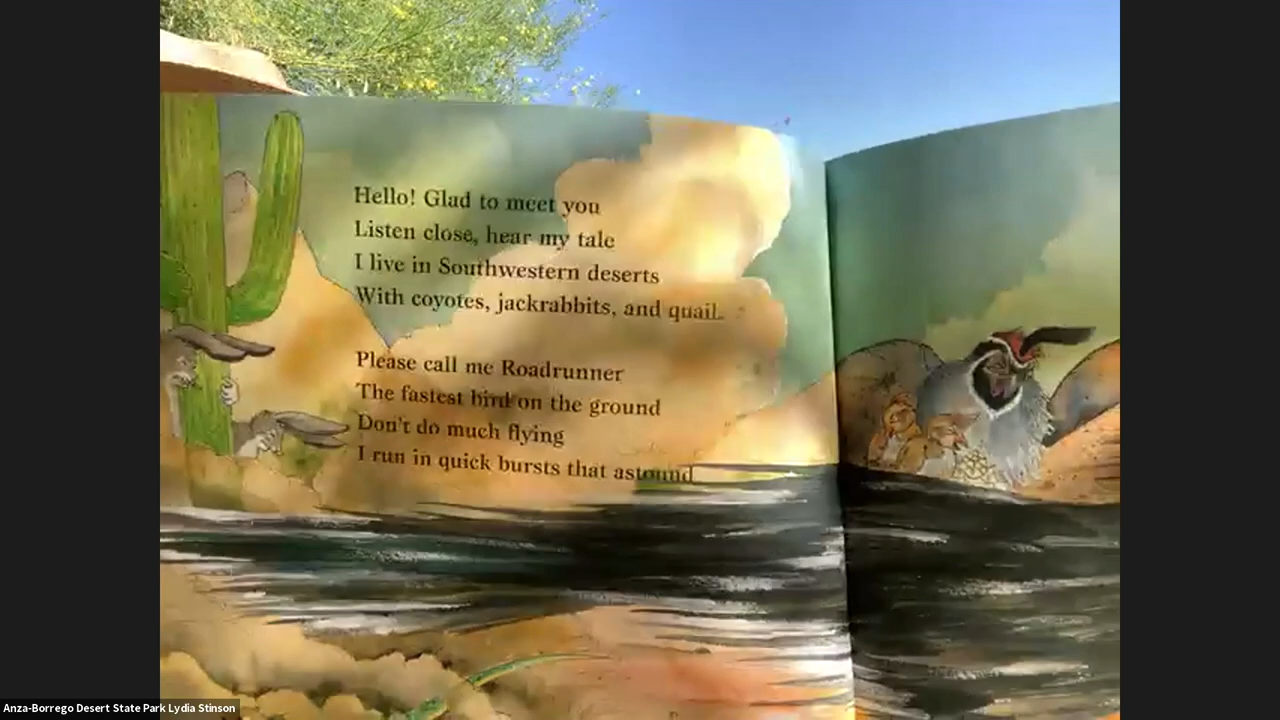 Hello! Glad to meet you
Listen close, hear my tale
I live in Southwestern deserts
With coyotes, jackrabbits, and quail.
Please call me Roadrunner
The fastest bird on the ground
Don't do much flying
I run in quick bursts that astound
Anza-Borrego Desert State Park Lydia Stinson